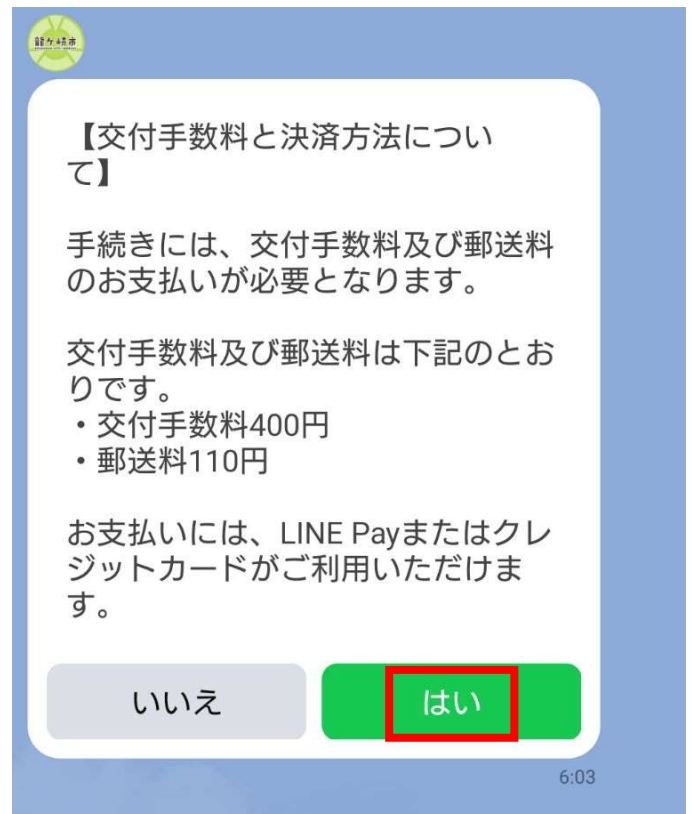 龍ケ崎市
【交付手数料と決済方法につい
て】
手続きには、交付手数料及び郵送料
のお支払いが必要となります。
交付手数料及び郵送料は下記のとお
りです。
・交付手数料400円
・郵送料110円
お支払いには、LINE Payまたはクレ
ジットカードがご利用いただけま
す。
いいえ
はい
6:03